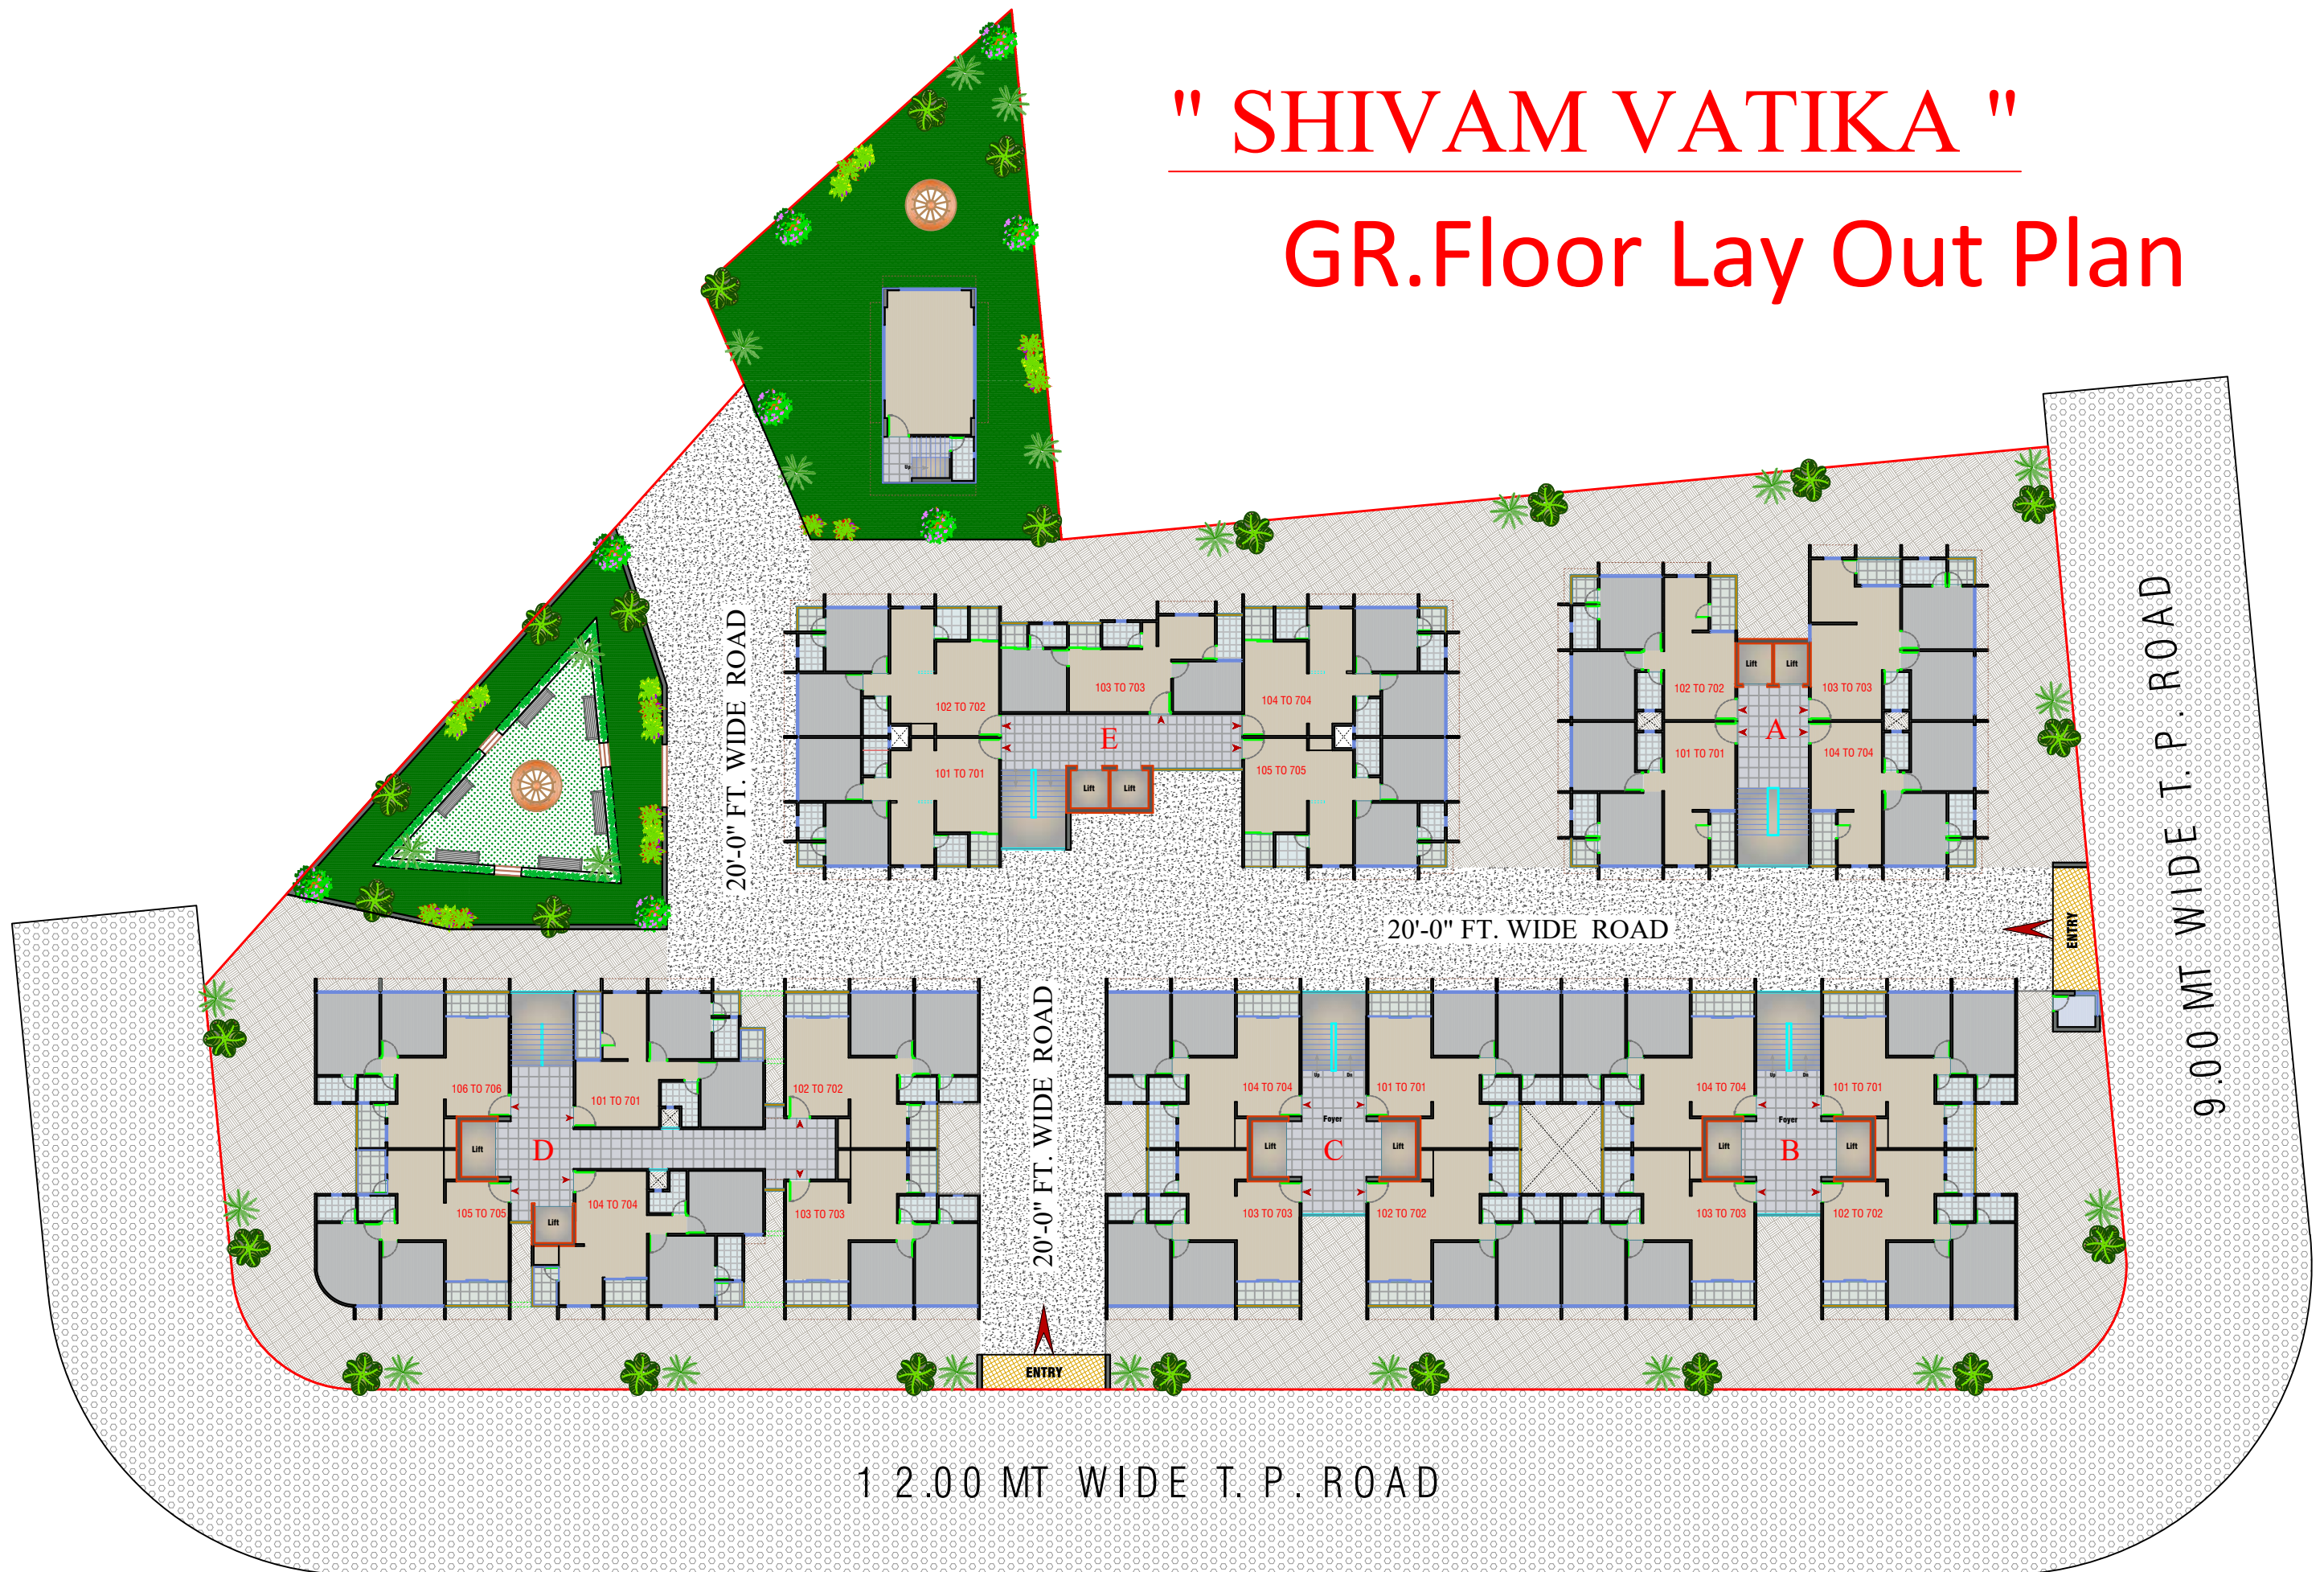 " SHIVAM VATIKA "
GR.Floor Lay Out Plan
Up
20'-0" FT. WIDE ROAD
102 TO 702
103 TO 703
104 TO 704
E
101 TO 701
105 TO 705
Lift
Lift
Lift
Lift
102 TO 702
103 TO 703
A
101 TO 701
104 TO 704
9.00 MT WIDE T. P. ROAD
20'-0" FT. WIDE ROAD
ENTRY
106 TO 706
101 TO 701
102 TO 702
Lift
D
105 TO 705
104 TO 704
103 TO 703
Lift
20'-0" FT. WIDE ROAD
ENTRY
Up
Dn
104 TO 704
101 TO 701
Foyer
Lift
C
Lift
103 TO 703
102 TO 702
Up
Dn
104 TO 704
101 TO 701
Foyer
Lift
B
Lift
103 TO 703
102 TO 702
12.00 MT WIDE T. P. ROAD